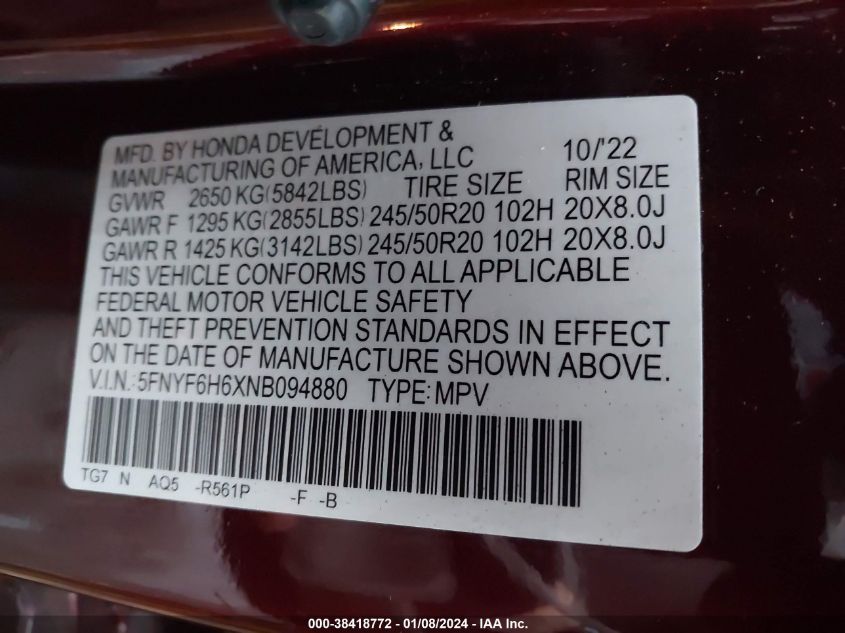 MFD. BY HONDA DEVELOPMENT &
MANUFACTURING OF AMERICA, LLC 10/'22
GVWR 2650 KG(5842LBS) TIRE SIZE RIM SIZE
GAWR F 1295 KG(2855LBS) 245/50R20 102H 20X8.0J
GAWR R 1425 KG(3142LBS) 245/50R20 102H 20X8.0J
THIS VEHICLE CONFORMS TO ALL APPLICABLE
FEDERAL MOTOR VEHICLE SAFETY
AND THEFT PREVENTION STANDARDS IN EFFECT
ON THE DATE OF MANUFACTURE SHOWN ABOVE.
V.I.N.: 5FNYF6H6XNB094880 TYPE: MPV
TG7 N AQ5 -R561P -F -B
000-38418772 - 01/08/2024 - IAA Inc.